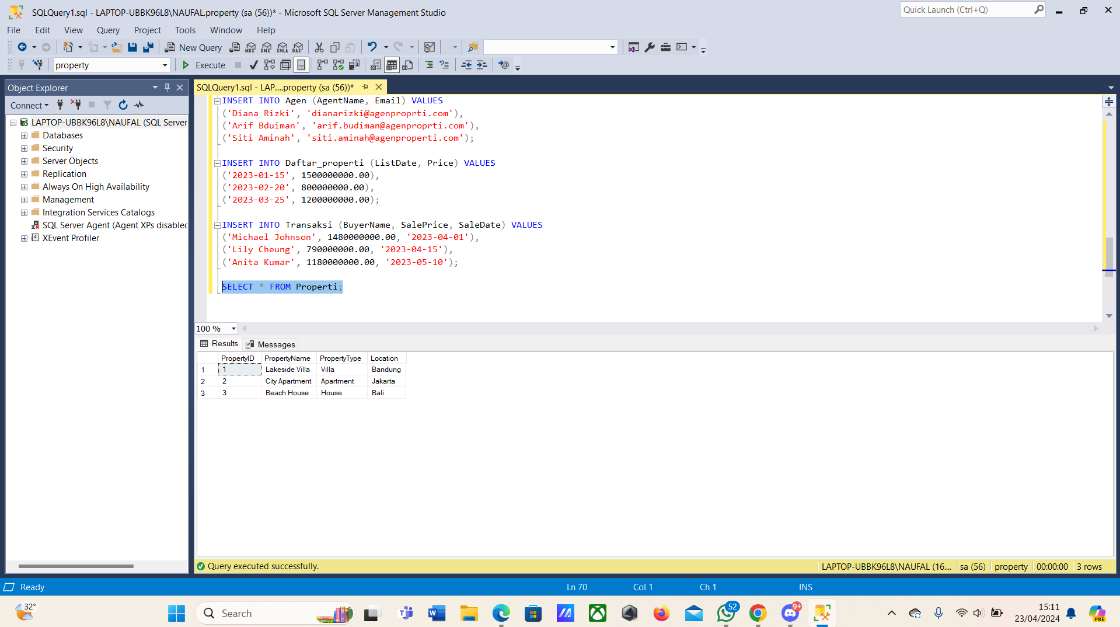 SQLQuery1.sql - LAPTOP-UBBK96L8\NAUFAL.property (sa (56))* - Microsoft SQL Server Management Studio
Quick Launch (Ctrl+Q)
File Edit View Query Project Tools Window Help
New Query
property
Execute
Object Explorer
SQLQuery1.sql - LAP....property (sa (56))*
Connect
LAPTOP-UBBK96L8\NAUFAL (SQL Server
Databases
Security
Server Objects
Replication
Always On High Availability
Management
Integration Services Catalogs
SQL Server Agent (Agent XPs disabled
XEvent Profiler
INSERT INTO Agen (AgentName, Email) VALUES
('Diana Rizki', 'dianarizki@agenproprti.com'),
('Arif Bduiman', 'arif.budiman@agenproprti.com'),
('Siti Aminah', 'siti.aminah@agenproperti.com');
INSERT INTO Daftar_properti (ListDate, Price) VALUES
('2023-01-15', 1500000000.00),
('2023-02-20', 800000000.00),
('2023-03-25', 1200000000.00);
INSERT INTO Transaksi (BuyerName, SalePrice, SaleDate) VALUES
('Michael Johnson', 1480000000.00, '2023-04-01'),
('Lily Cheung', 790000000.00, '2023-04-15'),
('Anita Kumar', 1180000000.00, '2023-05-10');
SELECT * FROM Properti;
100 %
Results Messages
PropertyID PropertyName PropertyType Location
1 1 Lakeside Villa Villa Bandung
2 2 City Apartment Apartment Jakarta
3 3 Beach House House Bali
Query executed successfully.
LAPTOP-UBBK96L8\NAUFAL (16... sa (56) property 00:00:00 3 rows
Ready Ln 70 Col 1 Ch 1 INS
32°
Search
52
9+
15:11
23/04/2024
PRE